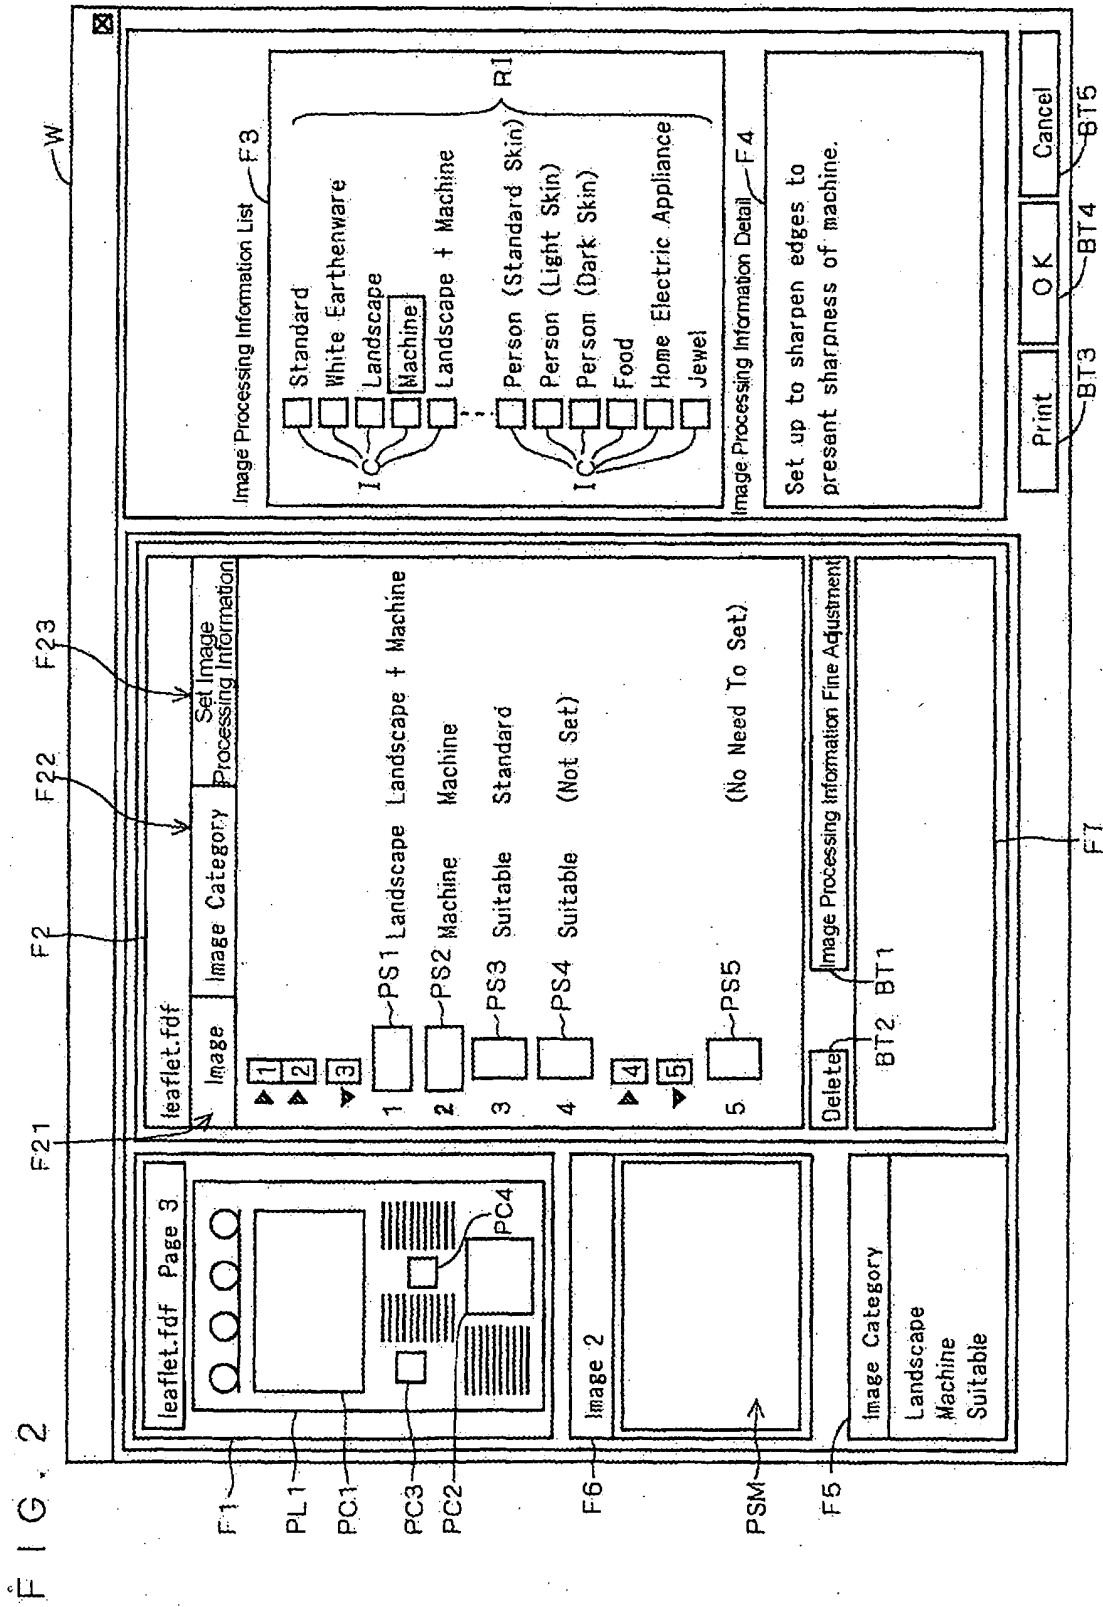 FIG. 2
W
F1
leaflet.fdf Page 3
PL1
PC1
PC3
PC2
PC4
F6
Image 2
PSM
F5
Image Category
Landscape
Machine
Suitable
F21
F2
F22
F23
leaflet.fdf
Image
Image Category
Set Image
Processing Information
1
2
3
1 PS1 Landscape Landscape + Machine
2 PS2 Machine Machine
3 PS3 Suitable Standard
4 PS4 Suitable (Not Set)
4
5
5 PS5 (No Need To Set)
Delete
Image Processing Information Fine Adjustment
BT2
BT1
F7
Image Processing Information List
F3
Standard
White Earthenware
Landscape
Machine
Landscape + Machine
I
Person (Standard Skin)
Person (Light Skin)
Person (Dark Skin)
Food
Home Electric Appliance
Jewel
I
RI
Image Processing Information Detail
F4
Set up to sharpen edges to
present sharpness of machine.
Print
OK
Cancel
BT3
BT4
BT5